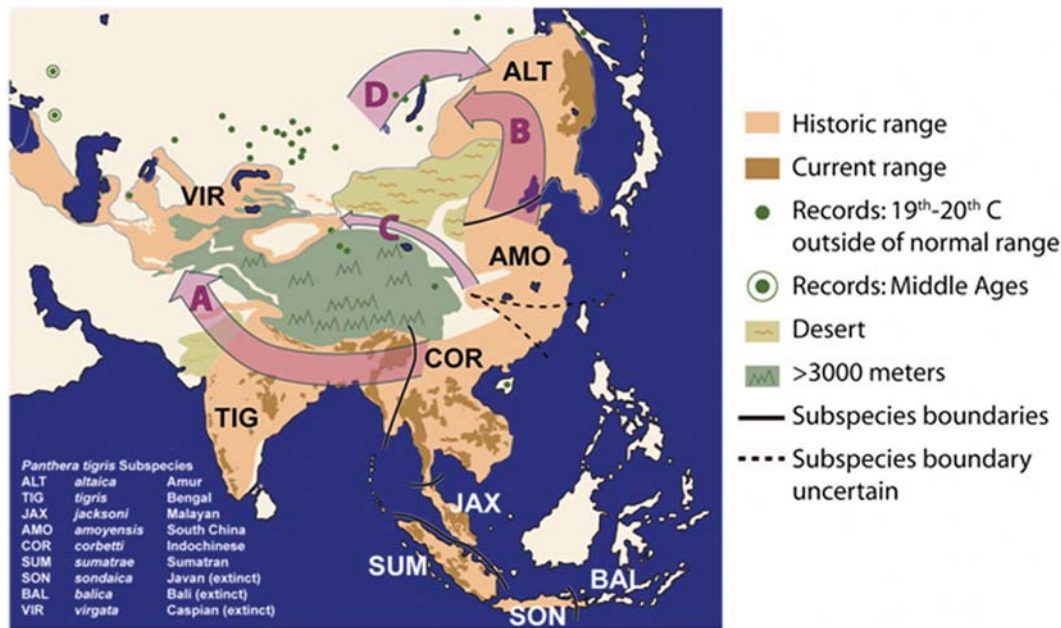 D
ALT
B
VIR
C
AMO
A
COR
TIG
JAX
SUM
BAL
SON
Panthera tigris Subspecies
ALT altaica Amur
TIG tigris Bengal
JAX jacksoni Malayan
AMO amoyensis South China
COR corbetti Indochinese
SUM sumatrae Sumatran
SON sondaica Javan (extinct)
BAL balica Bali (extinct)
VIR virgata Caspian (extinct)
Historic range
Current range
Records: 19th-20th C
outside of normal range
Records: Middle Ages
Desert
>3000 meters
Subspecies boundaries
Subspecies boundary
uncertain